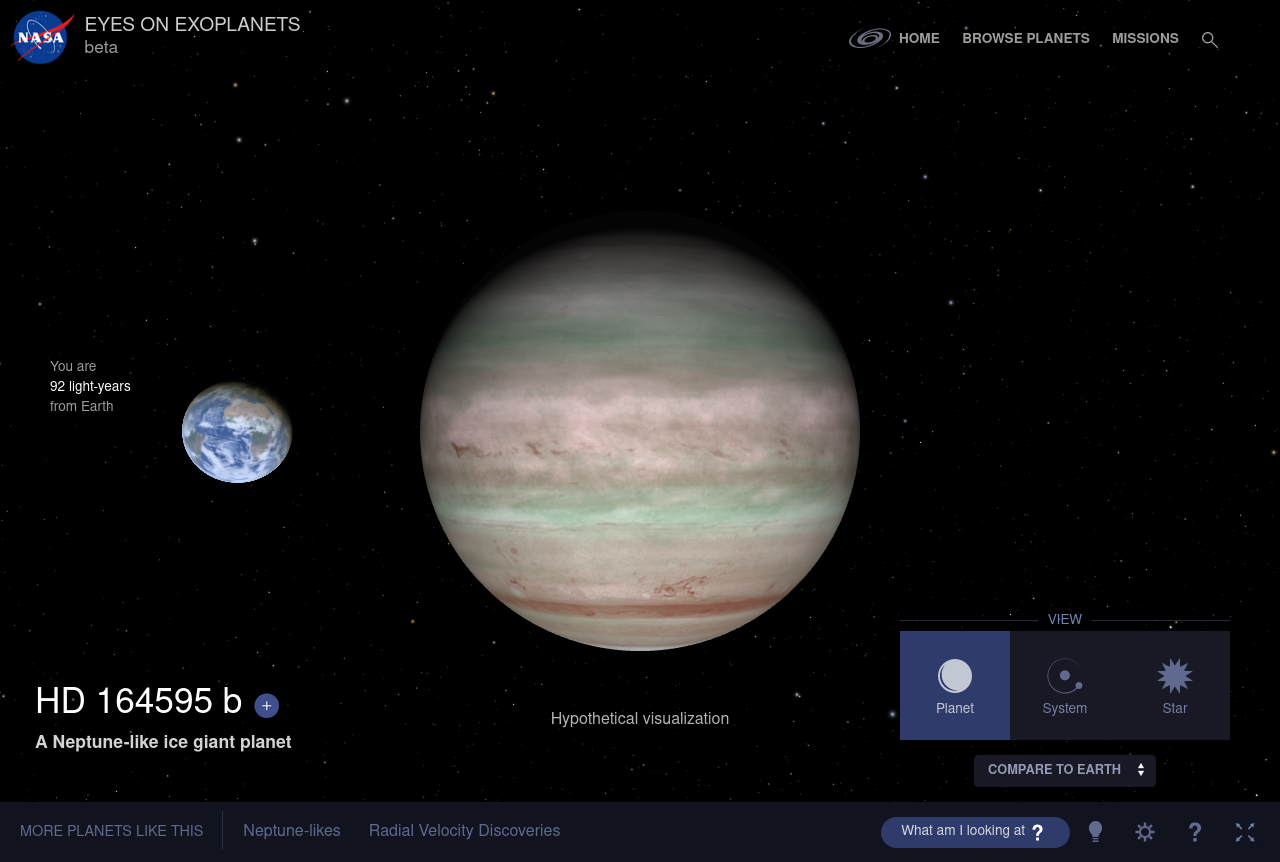 NASA
EYES ON EXOPLANETS
beta
HOME
BROWSE PLANETS
MISSIONS
You are
92 light-years
from Earth
VIEW
Planet
System
Star
HD 164595 b +
A Neptune-like ice giant planet
Hypothetical visualization
COMPARE TO EARTH
MORE PLANETS LIKE THIS
Neptune-likes
Radial Velocity Discoveries
What am I looking at ?
?